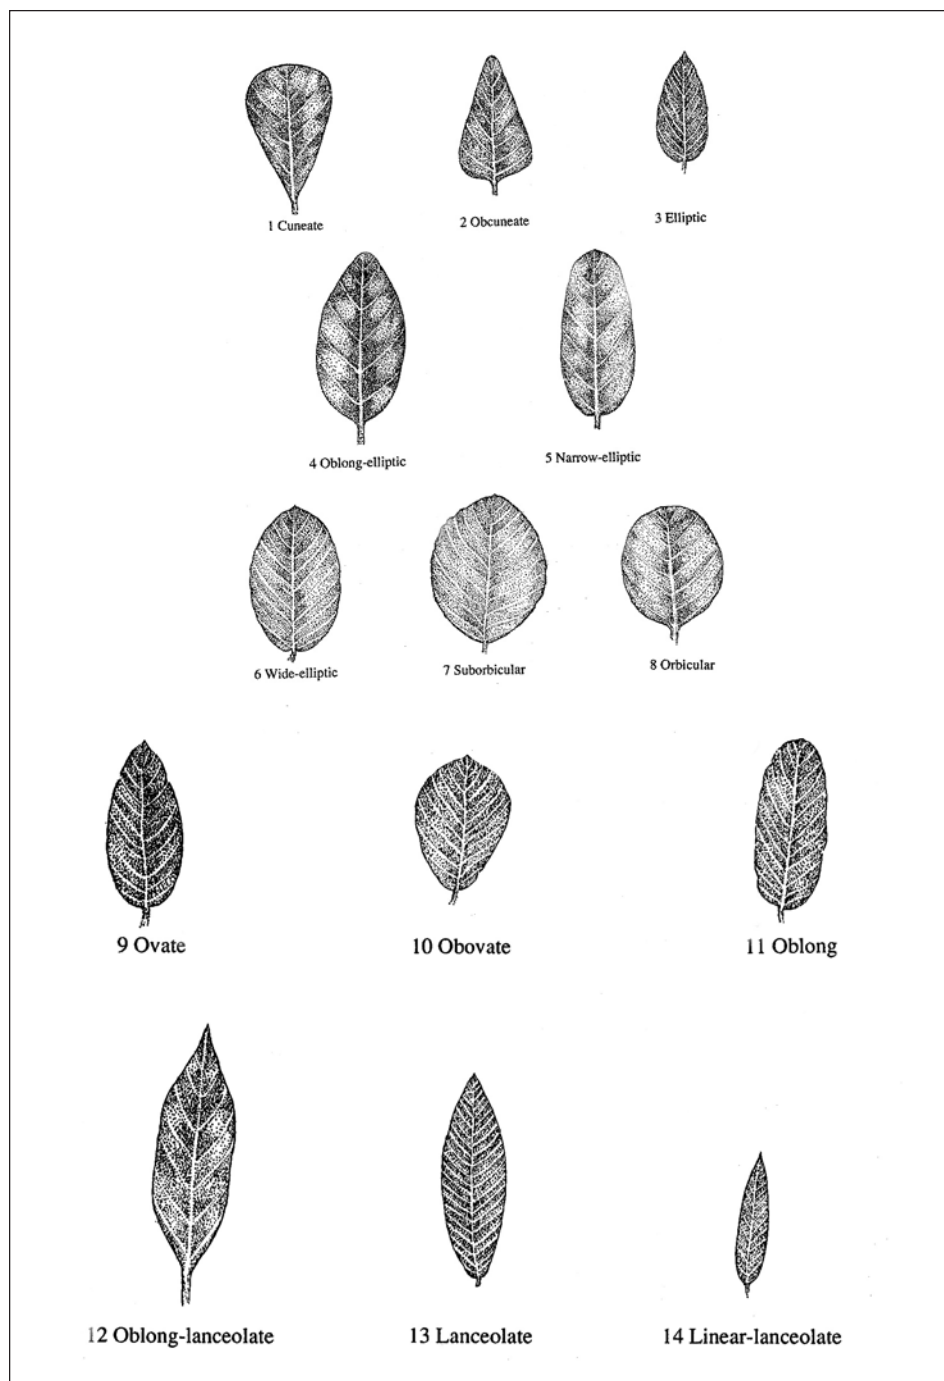 1 Cuneate
2 Obcuneate
3 Elliptic
4 Oblong-elliptic
5 Narrow-elliptic
6 Wide-elliptic
7 Suborbicular
8 Orbicular
9 Ovate
10 Obovate
11 Oblong
12 Oblong-lanceolate
13 Lanceolate
14 Linear-lanceolate